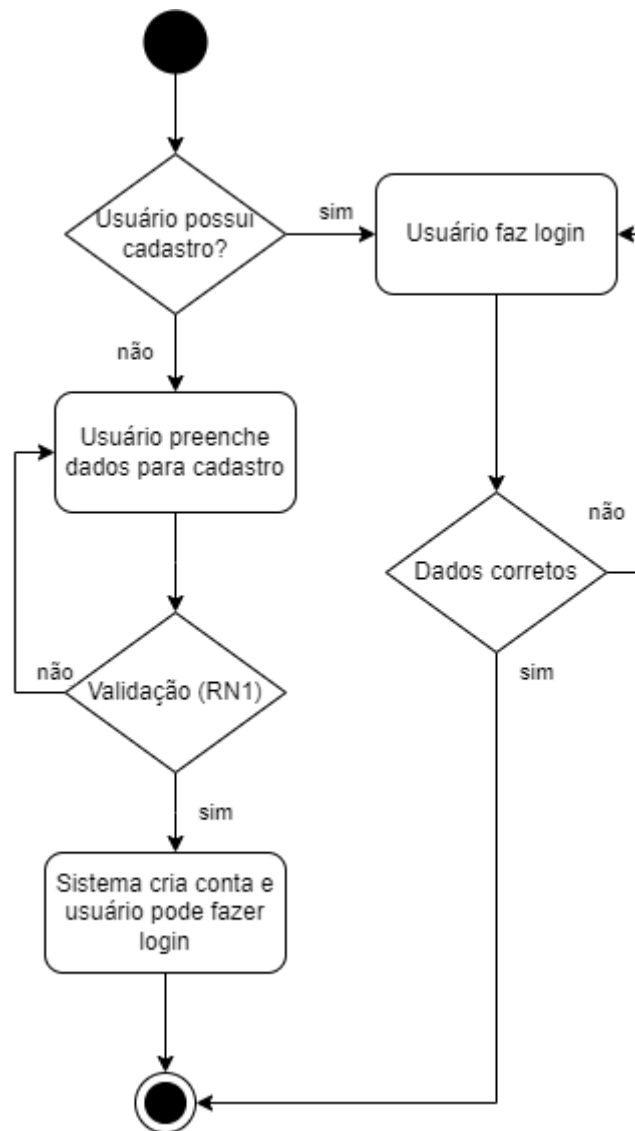 Usuário possui
cadastro?
sim
Usuário faz login
não
Usuário preenche
dados para cadastro
não
Dados corretos
sim
não
Validação (RN1)
sim
Sistema cria conta e
usuário pode fazer
login